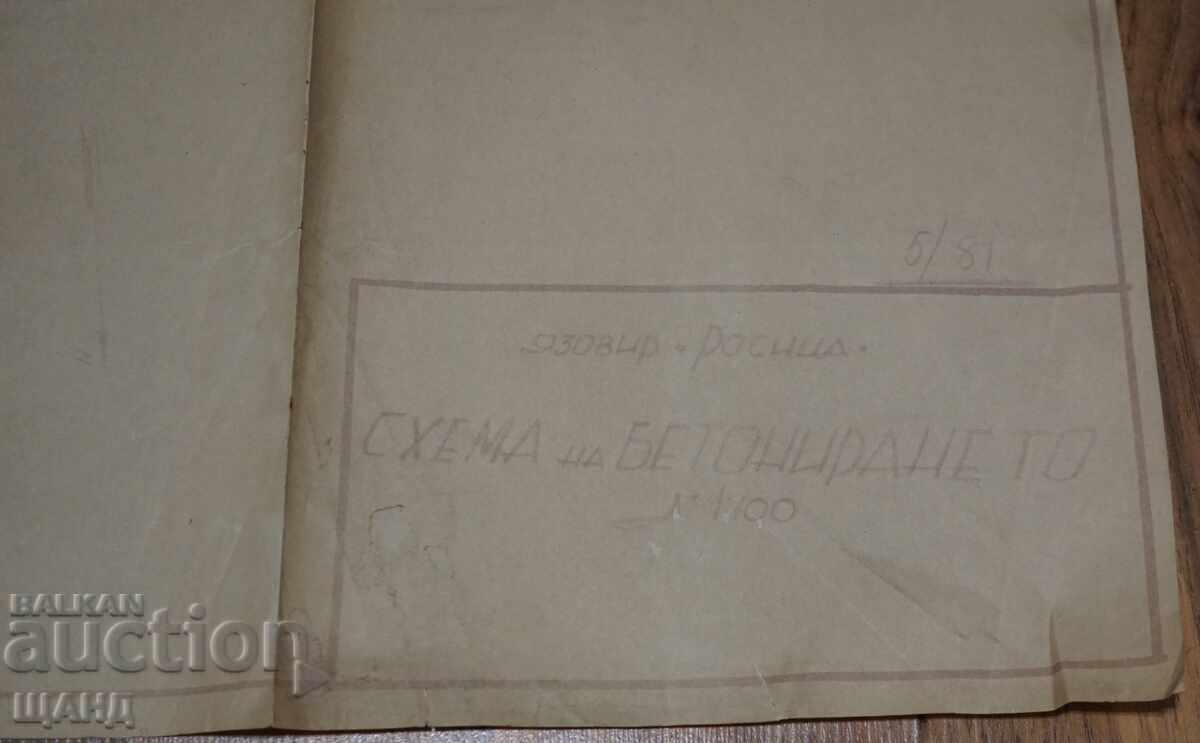 5/81
язовир "Росица"
СХЕМА на БЕТОНИРАНЕТО
М 1:100
BALKAN
auction
ЩАНД